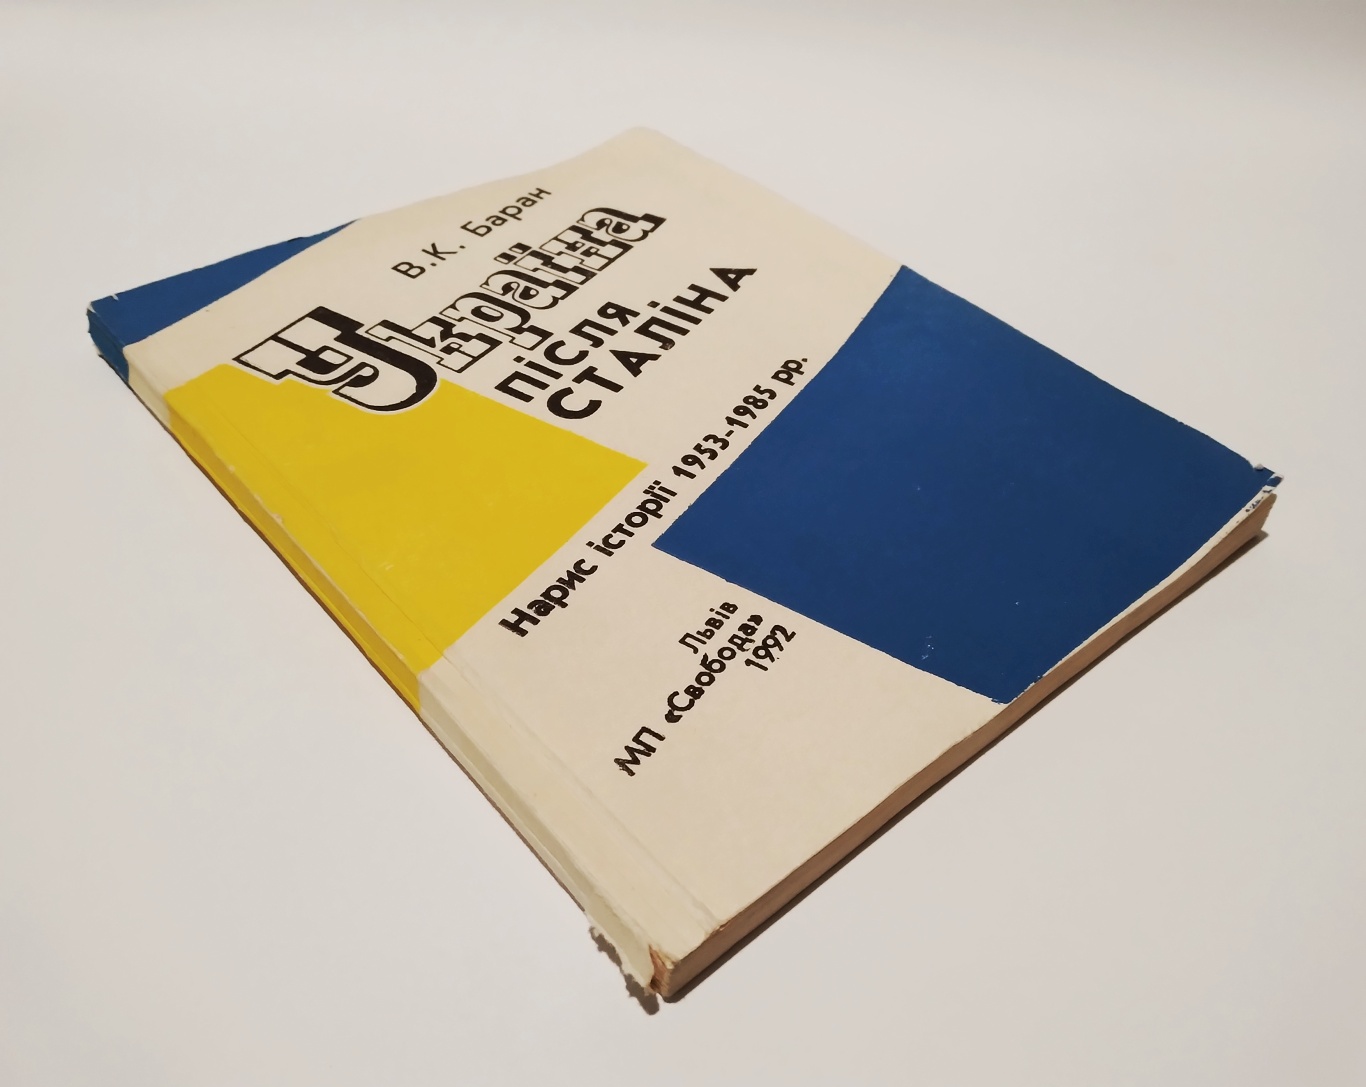 В.К. Баран
Україна
після
СТАЛІНА
Нарис історії 1953-1985 рр.
Львів
МП «Свобода»
1992